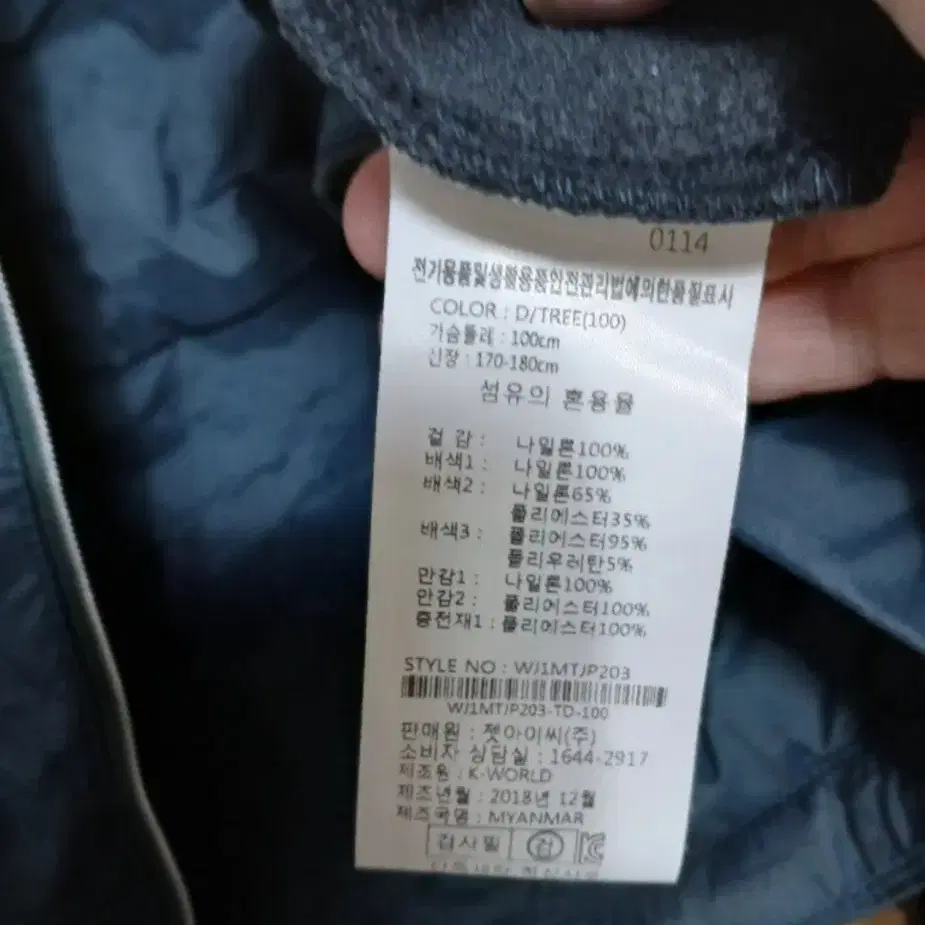 0114
전기용품및생활용품안전관리법에의한품질표시
COLOR : D/TREE(100)
가슴둘레 : 100cm
신장 : 170-180cm
섬유의 혼용율
겉 감 : 나일론100%
배색1 : 나일론100%
배색2 : 나일론65%
폴리에스터35%
배색3 : 폴리에스터95%
폴리우레탄5%
안감1 : 나일론100%
안감2 : 폴리에스터100%
충전재1 : 폴리에스터100%
STYLE NO : WJ1MTJP203
WJ1MTJP203-TD-100
판매원 : 젯아이씨(주)
소비자 상담실 : 1644-2917
제조원 : K-WORLD
제조년월 : 2018년 12월
제조국명 : MYANMAR
검사필 검